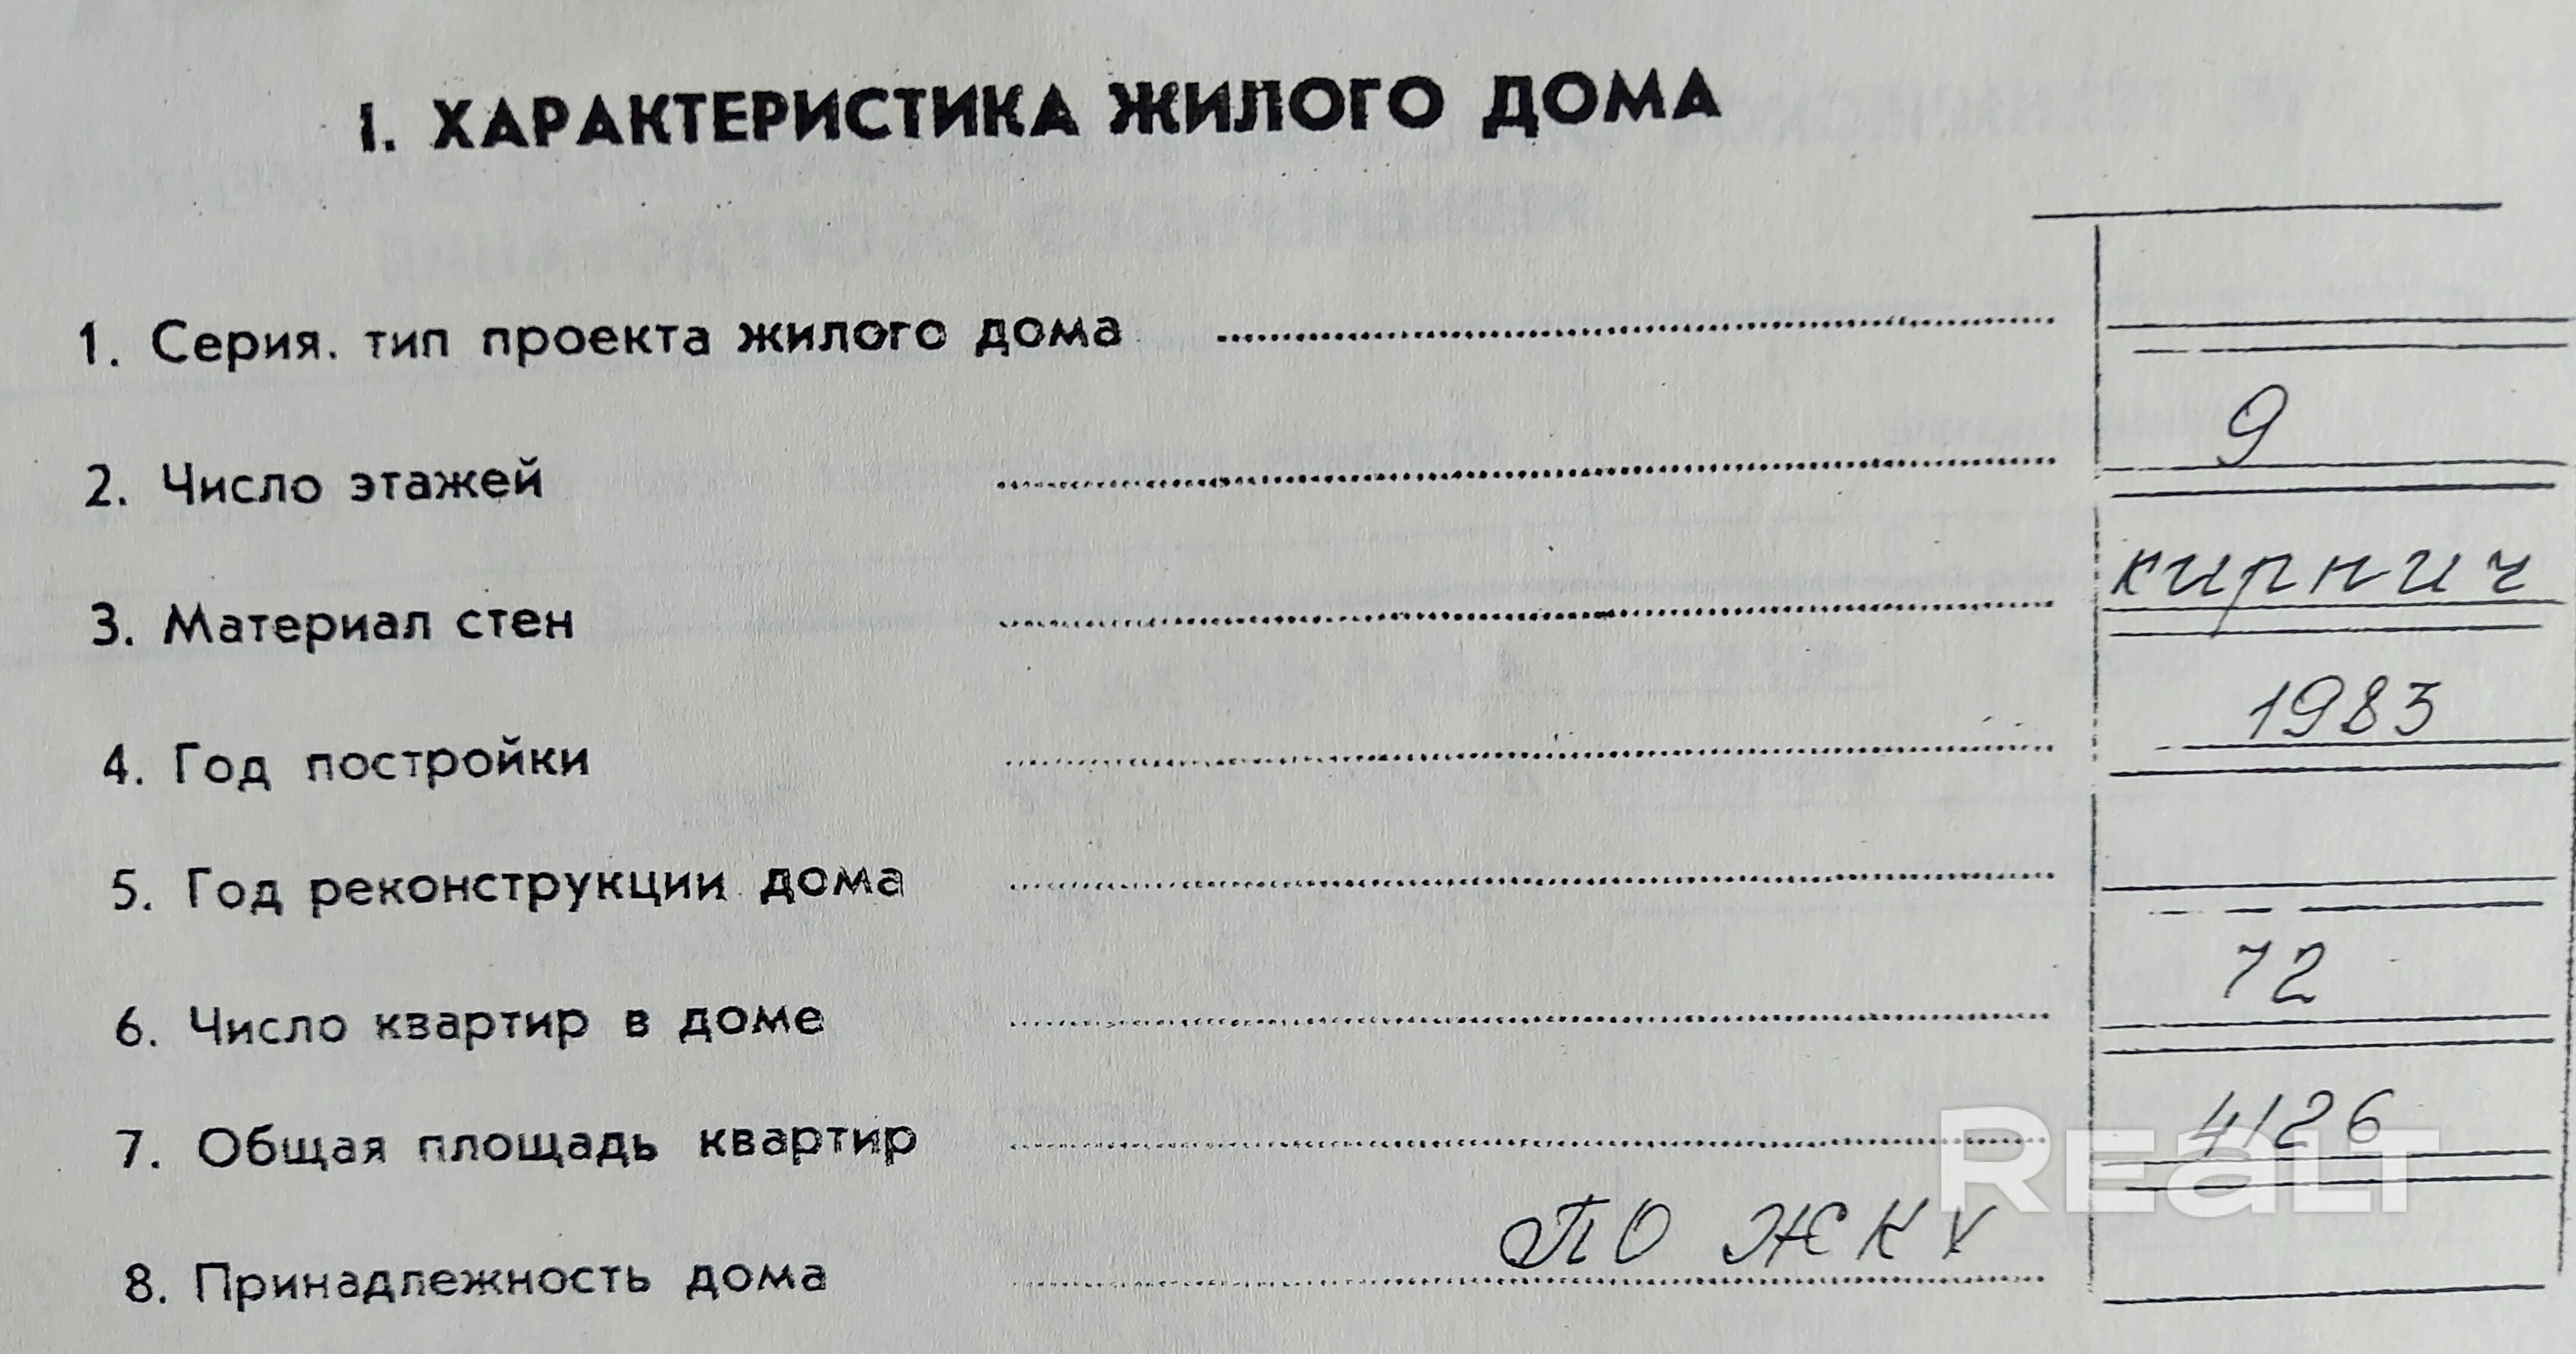 I. ХАРАКТЕРИСТИКА ЖИЛОГО ДОМА
1. Серия. тип проекта жилого дома
2. Число этажей 9
3. Материал стен кирпич
4. Год постройки 1983
5. Год реконструкции дома
6. Число квартир в доме 72
7. Общая площадь квартир 4126
8. Принадлежность дома ПО ЖКХ
REaLT